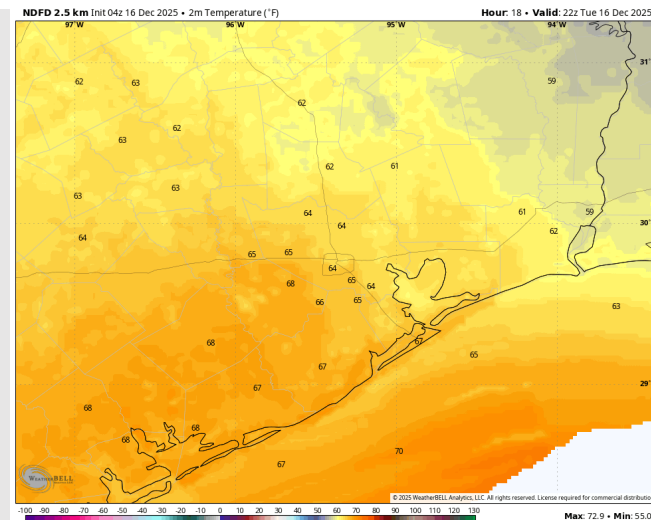 NDFD 2.5 km Init 04z 16 Dec 2025 • 2m Temperature (°F)
Hour: 18 • Valid: 22z Tue 16 Dec 2025
97°W 96°W 95°W 94°W
31°
62 63 59
62
63 62
62 61
63 63
64 64 61 59
30°
64 62
65 65
64
68 65 64
66 65 63
68 67 65
67
29°
67
68
68
68
70
67
WEATHERBELL
© 2025 WeatherBELL Analytics, LLC. All rights reserved. License required for commercial distributio
-100 -90 -80 -70 -60 -50 -40 -30 -20 -10 0 10 20 30 40 50 60 70 80 90 100 110 120 130
Max: 72.9 • Min: 55.0